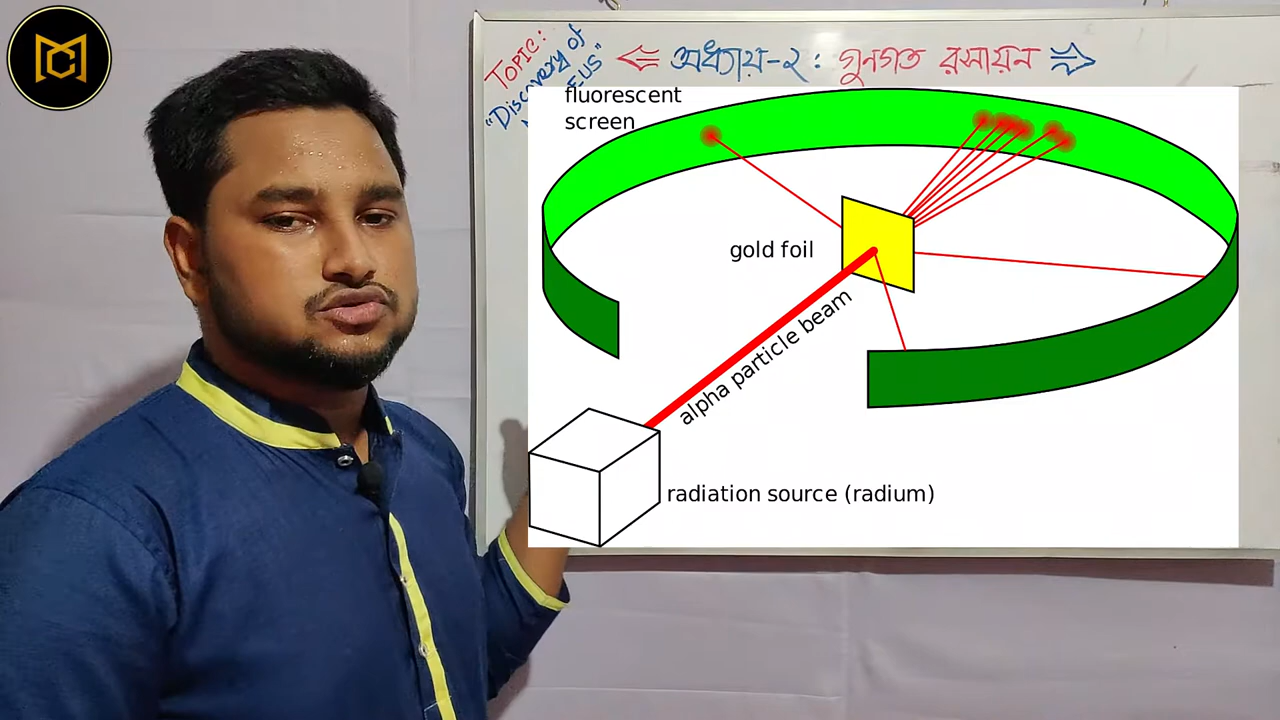 TOPIC:
"Discovery of
⇐ অধ্যায়-২ : গুনগত রসায়ন ⇒
fluorescent
screen
gold foil
alpha particle beam
radiation source (radium)